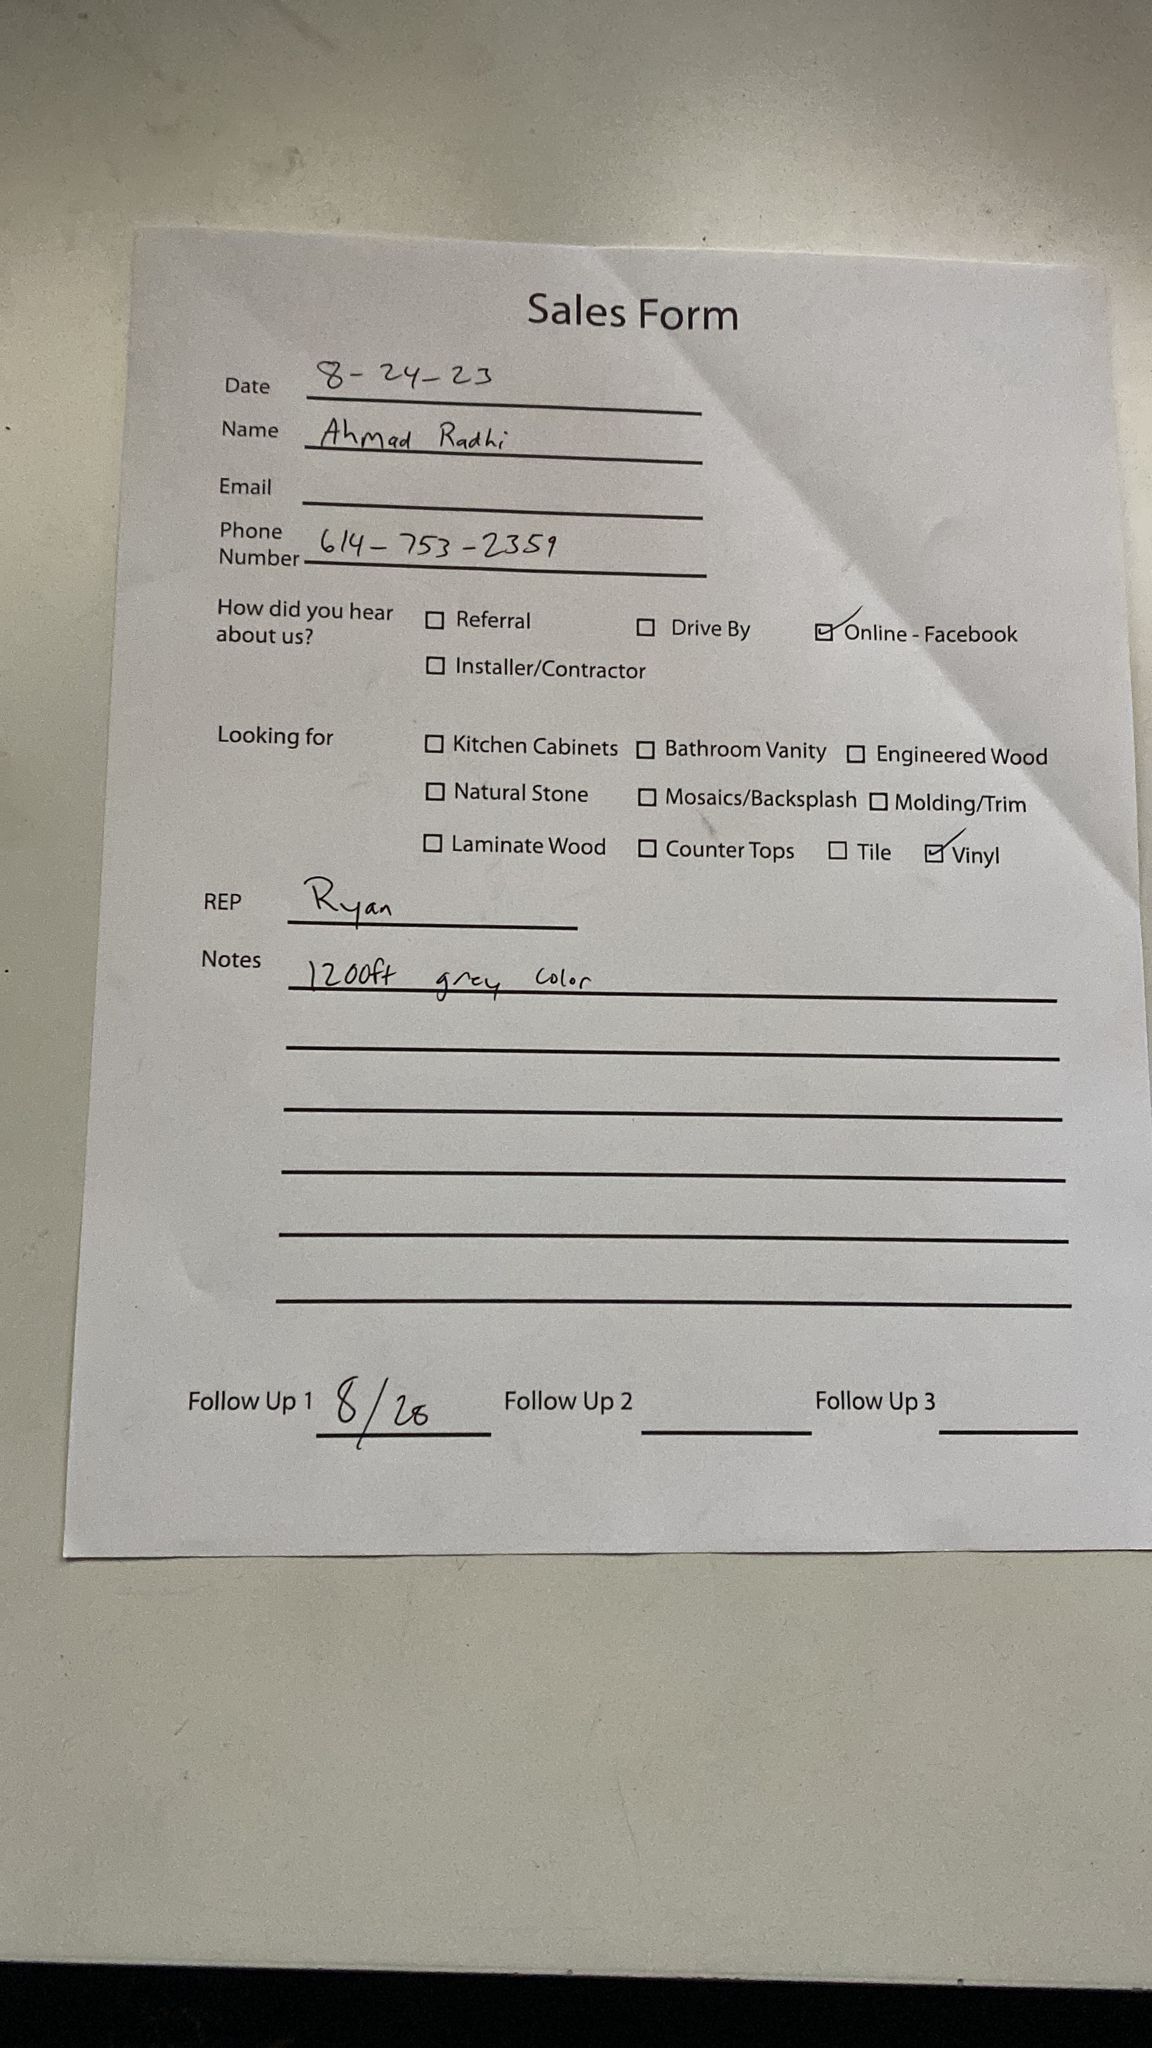 Sales Form
Date 8-24-23
Name Ahmad Radhi
Email
Phone
Number 614-753-2359
How did you hear
about us?
☐ Referral ☐ Drive By ☑ Online - Facebook
☐ Installer/Contractor
Looking for
☐ Kitchen Cabinets ☐ Bathroom Vanity ☐ Engineered Wood
☐ Natural Stone ☐ Mosaics/Backsplash ☐ Molding/Trim
☐ Laminate Wood ☐ Counter Tops ☐ Tile ☑ Vinyl
REP Ryan
Notes 1200ft grey color
Follow Up 1 Follow Up 2 Follow Up 3